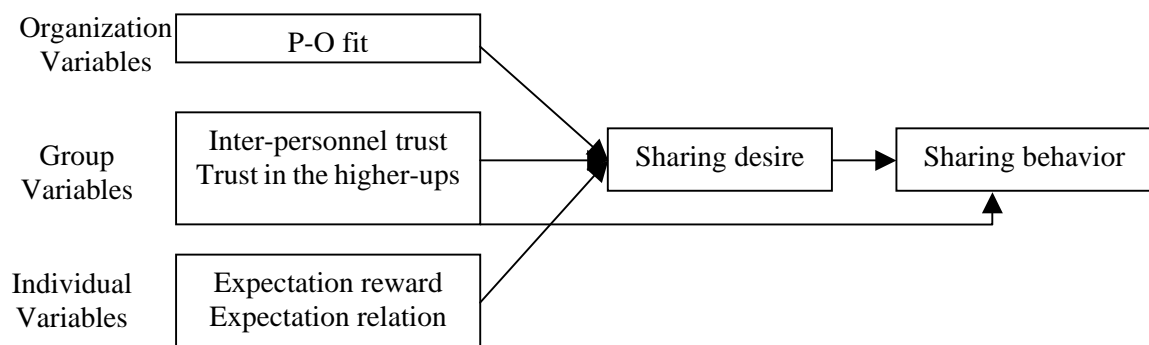 Organization
Variables
P-O fit
Group
Variables
Inter-personnel trust
Trust in the higher-ups
Sharing desire
Sharing behavior
Individual
Variables
Expectation reward
Expectation relation